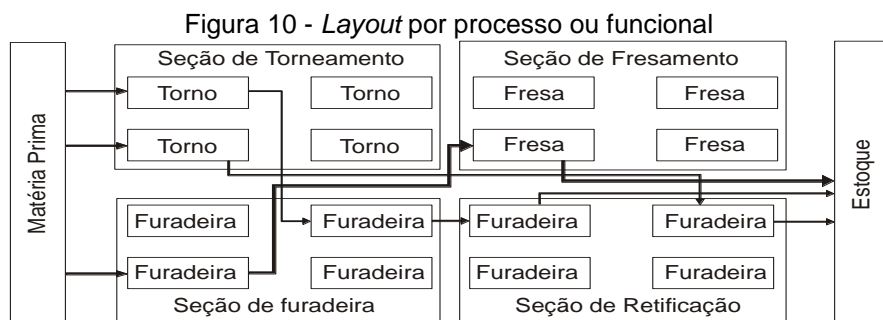 Figura 10 - Layout por processo ou funcional
Matéria Prima
Seção de Torneamento
Torno
Torno
Torno
Torno
Seção de Fresamento
Fresa
Fresa
Fresa
Fresa
Furadeira
Furadeira
Furadeira
Furadeira
Seção de furadeira
Furadeira
Furadeira
Furadeira
Furadeira
Seção de Retificação
Estoque